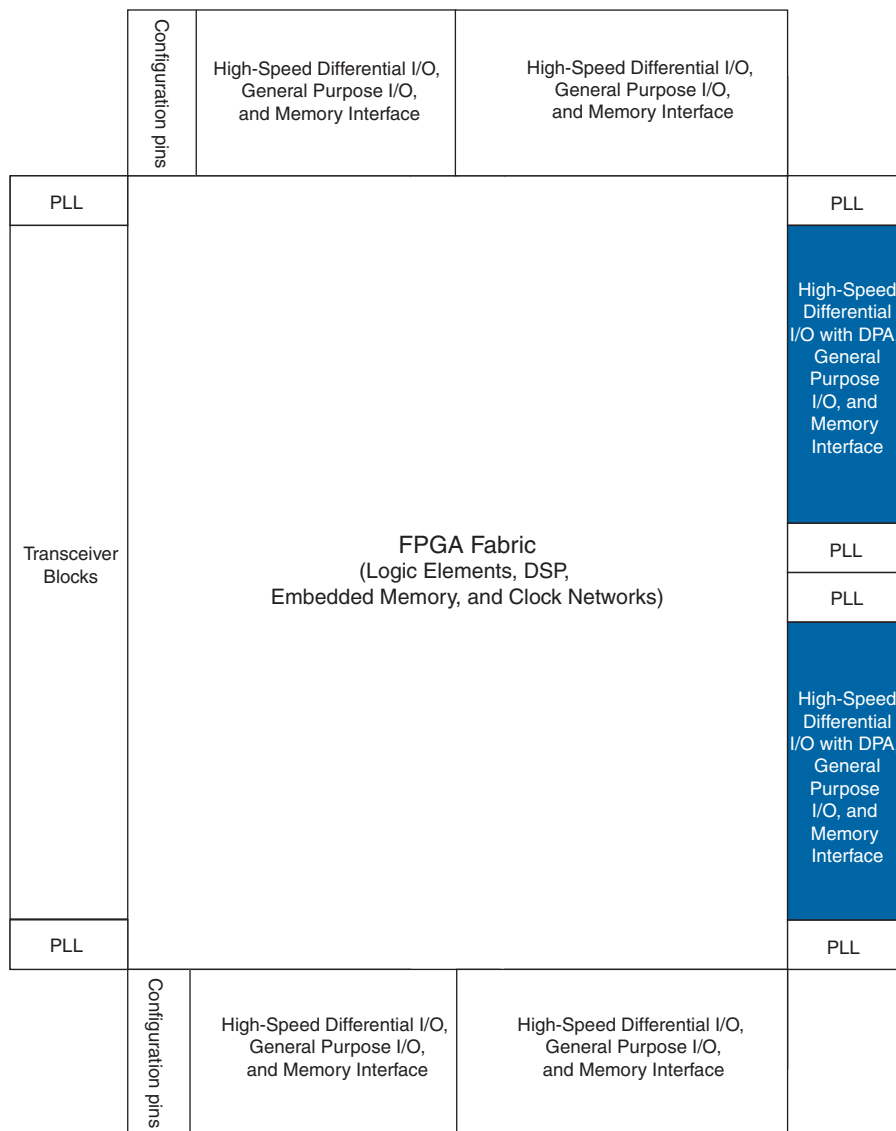 Configuration pins
High-Speed Differential I/O,
General Purpose I/O,
and Memory Interface
High-Speed Differential I/O,
General Purpose I/O,
and Memory Interface
PLL
PLL
High-Speed
Differential
I/O with DPA
General
Purpose
I/O, and
Memory
Interface
Transceiver
Blocks
FPGA Fabric
(Logic Elements, DSP,
Embedded Memory, and Clock Networks)
PLL
PLL
High-Speed
Differential
I/O with DPA
General
Purpose
I/O, and
Memory
Interface
PLL
PLL
Configuration pins
High-Speed Differential I/O,
General Purpose I/O,
and Memory Interface
High-Speed Differential I/O,
General Purpose I/O,
and Memory Interface